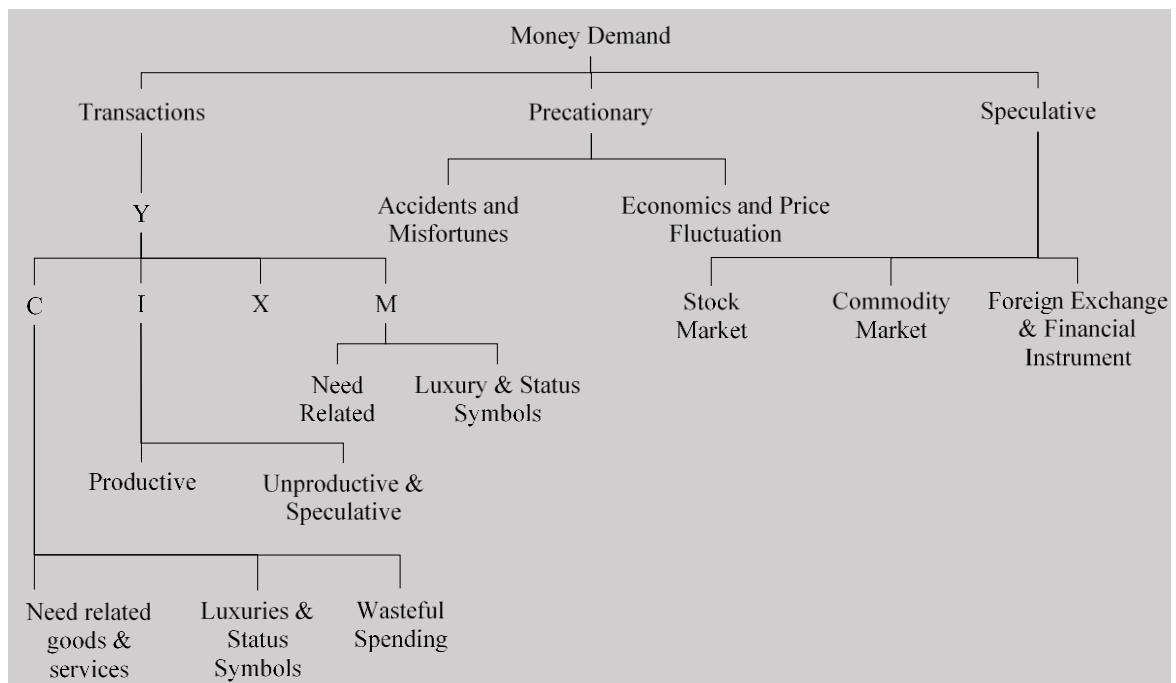 Money Demand
Transactions
Precationary
Speculative
Y
Accidents and
Misfortunes
Economics and Price
Fluctuation
C
I
X
M
Stock
Market
Commodity
Market
Foreign Exchange
& Financial
Instrument
Need
Related
Luxury & Status
Symbols
Productive
Unproductive &
Speculative
Need related
goods &
services
Luxuries &
Status
Symbols
Wasteful
Spending